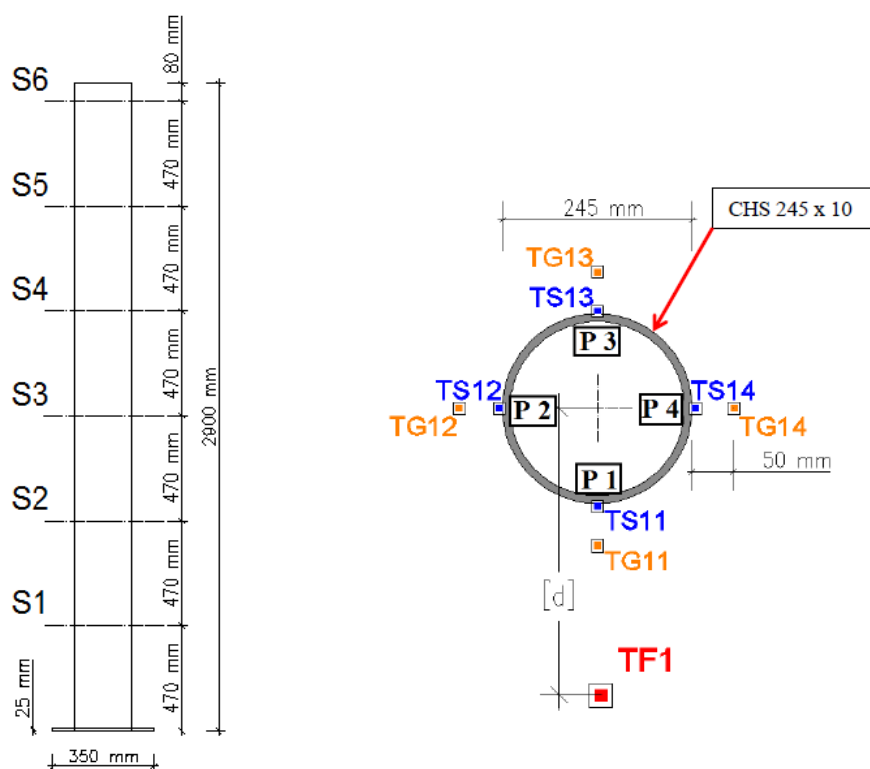 80 mm
S6
470 mm
S5
470 mm
S4
470 mm
S3
2900 mm
470 mm
S2
470 mm
S1
470 mm
25 mm
350 mm
245 mm
CHS 245 x 10
TG13
TS13
P 3
TS12
TS14
P 2
P 4
TG12
TG14
50 mm
P 1
TS11
TG11
[d]
TF1